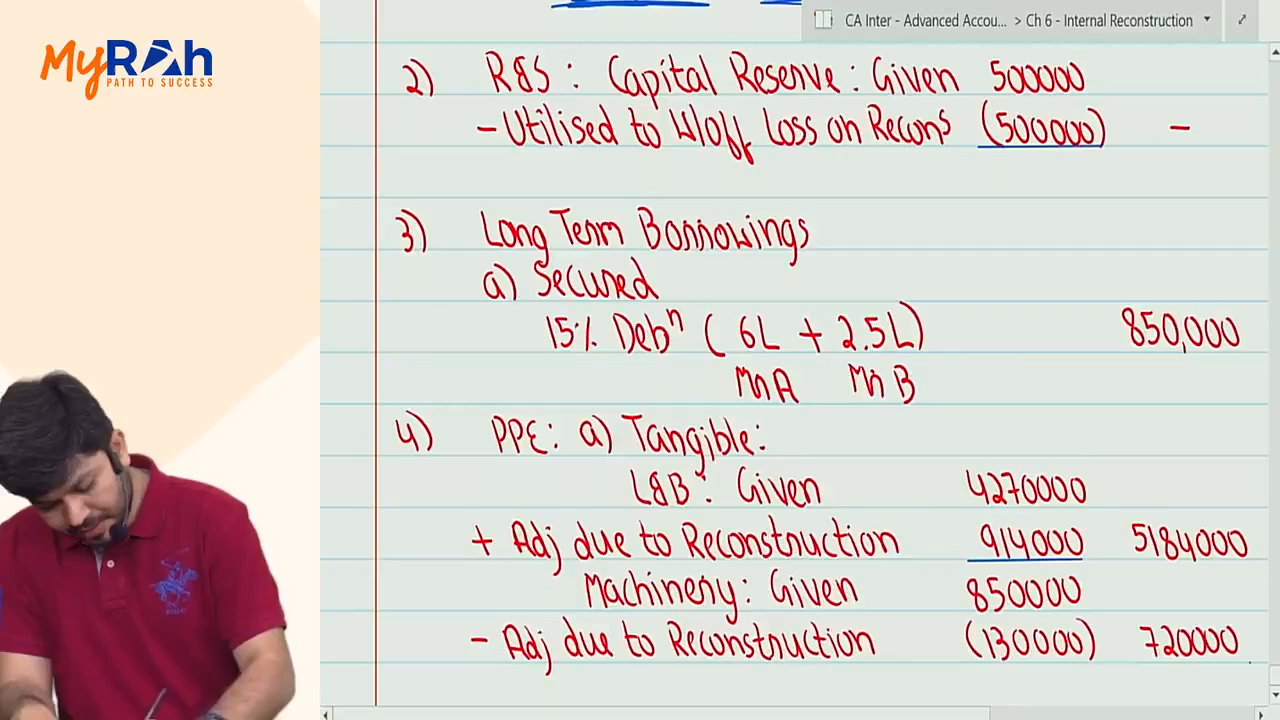 MyRAh
PATH TO SUCCESS
CA Inter - Advanced Accou... > Ch 6 - Internal Reconstruction
2) R&S : Capital Reserve : Given 500000
- Utilised to W/off Loss on Recons (500000) -
3) Long Term Borrowings
a) Secured
15% Debⁿ ( 6L + 2.5L) 850,000
Mr A Mr B
4) PPE: a) Tangible:
L&B : Given 4270000
+ Adj due to Reconstruction 914000 5184000
Machinery: Given 850000
- Adj due to Reconstruction (130000) 720000